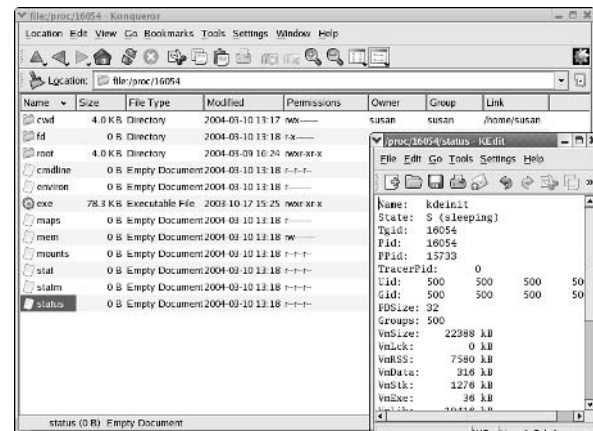 file:/proc/16054 - Konqueror
Location Edit View Go Bookmarks Tools Settings Window Help
Location: file:/proc/16054
Name Size File Type Modified Permissions Owner Group Link
cwd 4.0 KB Directory 2004-03-10 13:17 rwx------ susan susan /home/susan
fd 0 B Directory 2004-03-10 13:18 r-x------
root 4.0 KB Directory 2004-03-09 16:24 rwxr-xr-x
cmdline 0 B Empty Document 2004-03-10 13:18 r--r--r--
environ 0 B Empty Document 2004-03-10 13:18 r--------
exe 78.3 KB Executable File 2003-10-17 15:25 rwxr-xr-x
maps 0 B Empty Document 2004-03-10 13:18 r--------
mem 0 B Empty Document 2004-03-10 13:18 rw-------
mounts 0 B Empty Document 2004-03-10 13:18 r--r--r--
stat 0 B Empty Document 2004-03-10 13:18 r--r--r--
statm 0 B Empty Document 2004-03-10 13:18 r--r--r--
status 0 B Empty Document 2004-03-10 13:18 r--r--r--
status (0 B) Empty Document
/proc/16054/status - KEdit
File Edit Go Tools Settings Help
Name: kdeinit
State: S (sleeping)
Tgid: 16054
Pid: 16054
PPid: 15733
TracerPid: 0
Uid: 500 500 500 50
Gid: 500 500 500 50
FDSize: 32
Groups: 500
VmSize: 22388 kB
VmLck: 0 kB
VmRSS: 7580 kB
VmData: 316 kB
VmStk: 1276 kB
VmExe: 36 kB